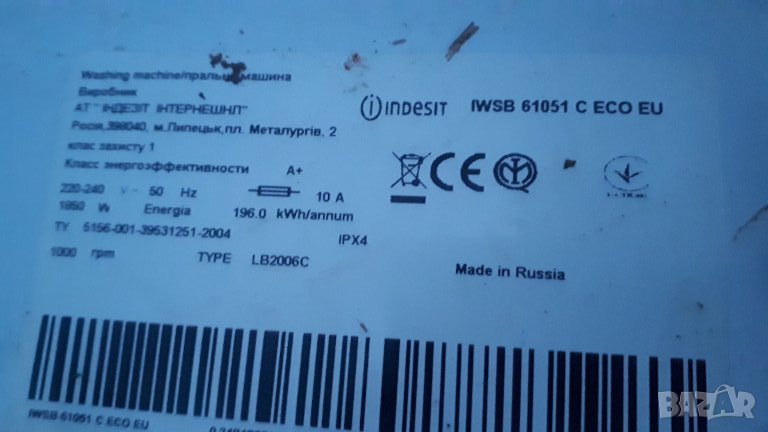 Washing machine/пральна машина
Виробник
АТ "ІНДЕЗІТ ІНТЕРНЕШНЛ"
Росія,398040, м.Липецьк,пл. Металургів, 2
клас захисту 1
Класс энергоэффективности A+
indesit IWSB 61051 C ECO EU
220-240 V~ 50 Hz 10 A
1850 W Energia 196.0 kWh/annum
TY 5156-001-39531251-2004
IPX4
1000 rpm TYPE LB2006C
Made in Russia
IWSB 61051 C ECO EU
BAZAR